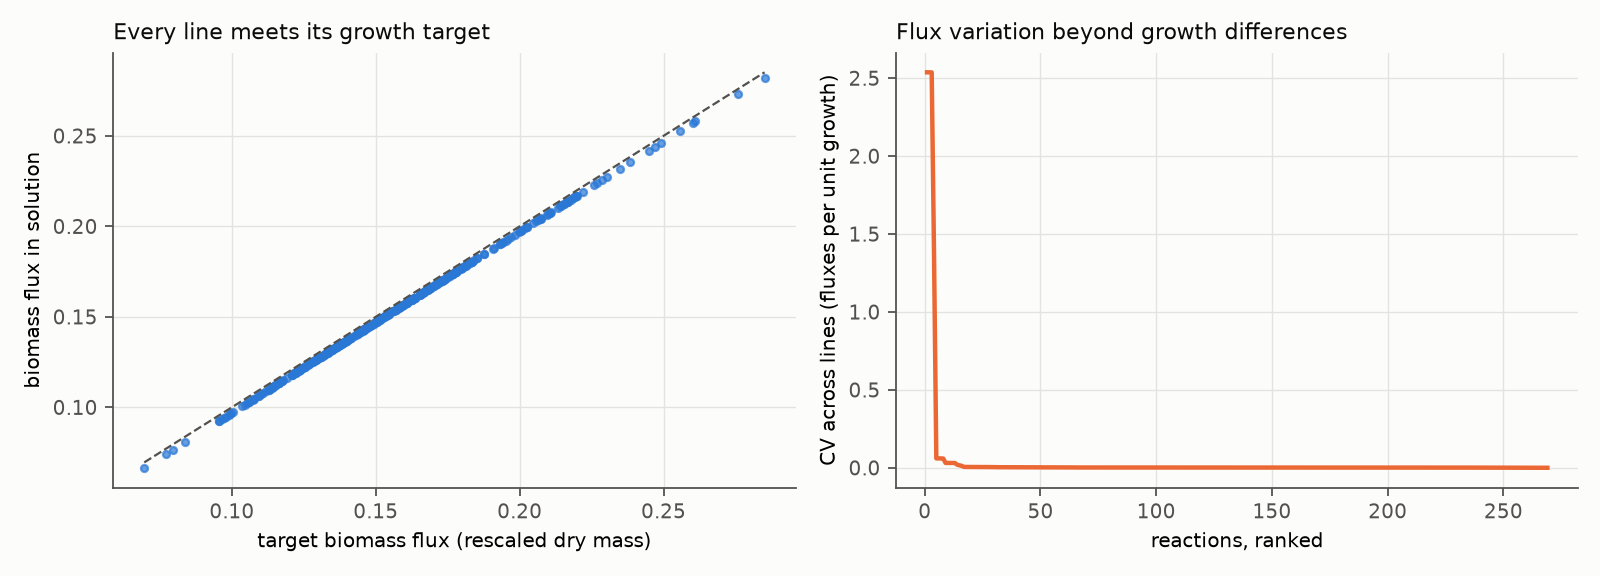 Every line meets its growth target
biomass flux in solution
0.25
0.20
0.15
0.10
0.10 0.15 0.20 0.25
target biomass flux (rescaled dry mass)
Flux variation beyond growth differences
CV across lines (fluxes per unit growth)
2.5
2.0
1.5
1.0
0.5
0.0
0 50 100 150 200 250
reactions, ranked